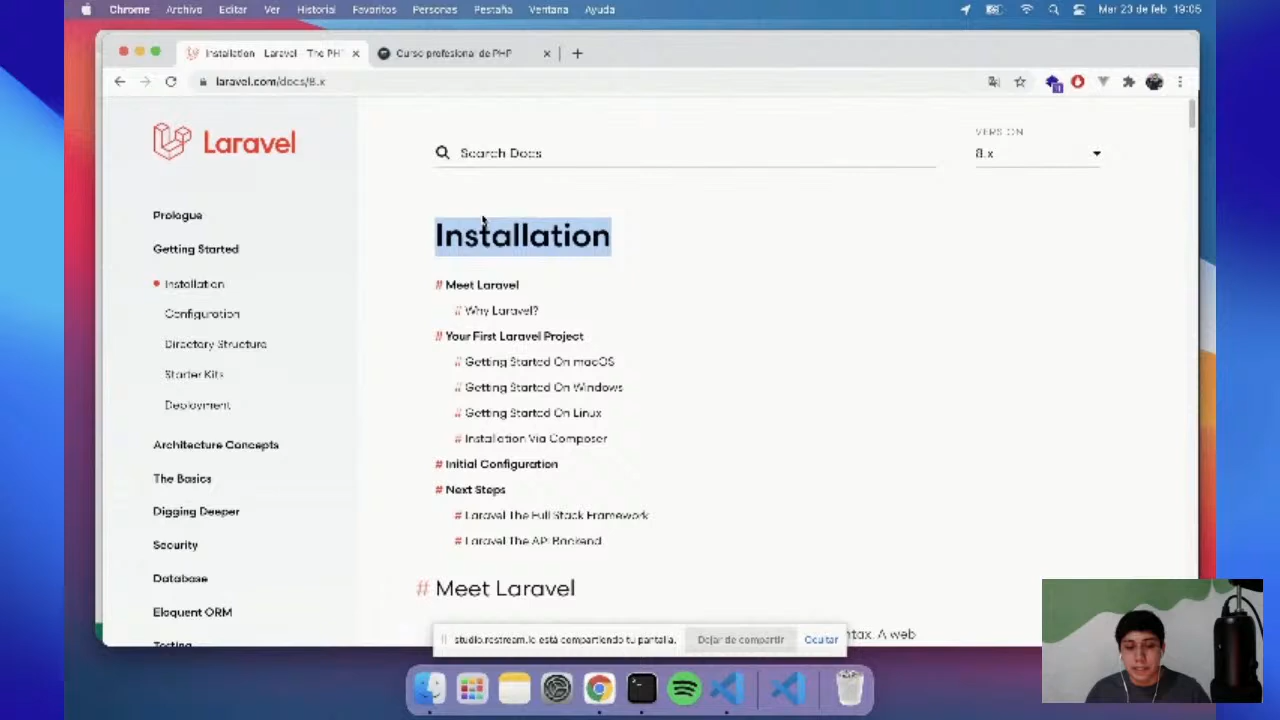 Chrome Archivo Editar Ver Historial Favoritos Personas Pestaña Ventana Ayuda Mar 23 de feb 19:05
Installation - Laravel - The PH
Curso profesional de PHP
laravel.com/docs/8.x
Laravel
Search Docs
VERSION
8.x
Prologue
Getting Started
Installation
Configuration
Directory Structure
Starter Kits
Deployment
Architecture Concepts
The Basics
Digging Deeper
Security
Database
Eloquent ORM
Testing
Installation
# Meet Laravel
# Why Laravel?
# Your First Laravel Project
# Getting Started On macOS
# Getting Started On Windows
# Getting Started On Linux
# Installation Via Composer
# Initial Configuration
# Next Steps
# Laravel The Full Stack Framework
# Laravel The API Backend
# Meet Laravel
ntax. A web
studio.restream.io está compartiendo tu pantalla. Dejar de compartir Ocultar